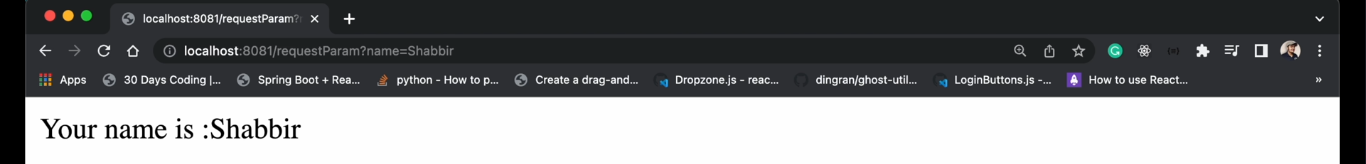 localhost:8081/requestParam?
localhost:8081/requestParam?name=Shabbir
Apps 30 Days Coding |... Spring Boot + Rea... python - How to p... Create a drag-and... Dropzone.js - reac... dingran/ghost-util... LoginButtons.js -... How to use React... »
Your name is :Shabbir